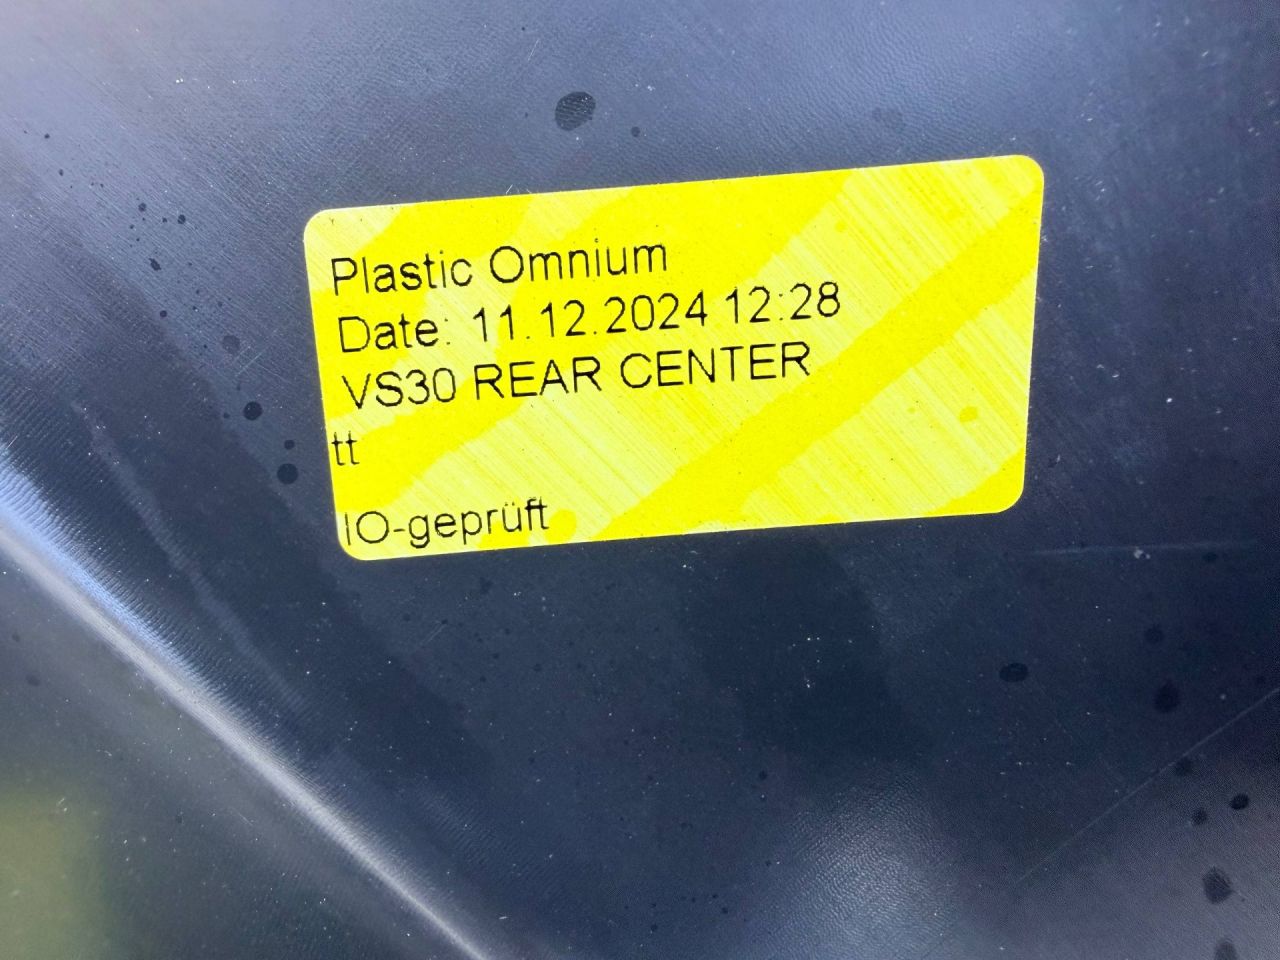 Plastic Omnium
Date: 11.12.2024 12:28
VS30 REAR CENTER
tt
IO-geprüft